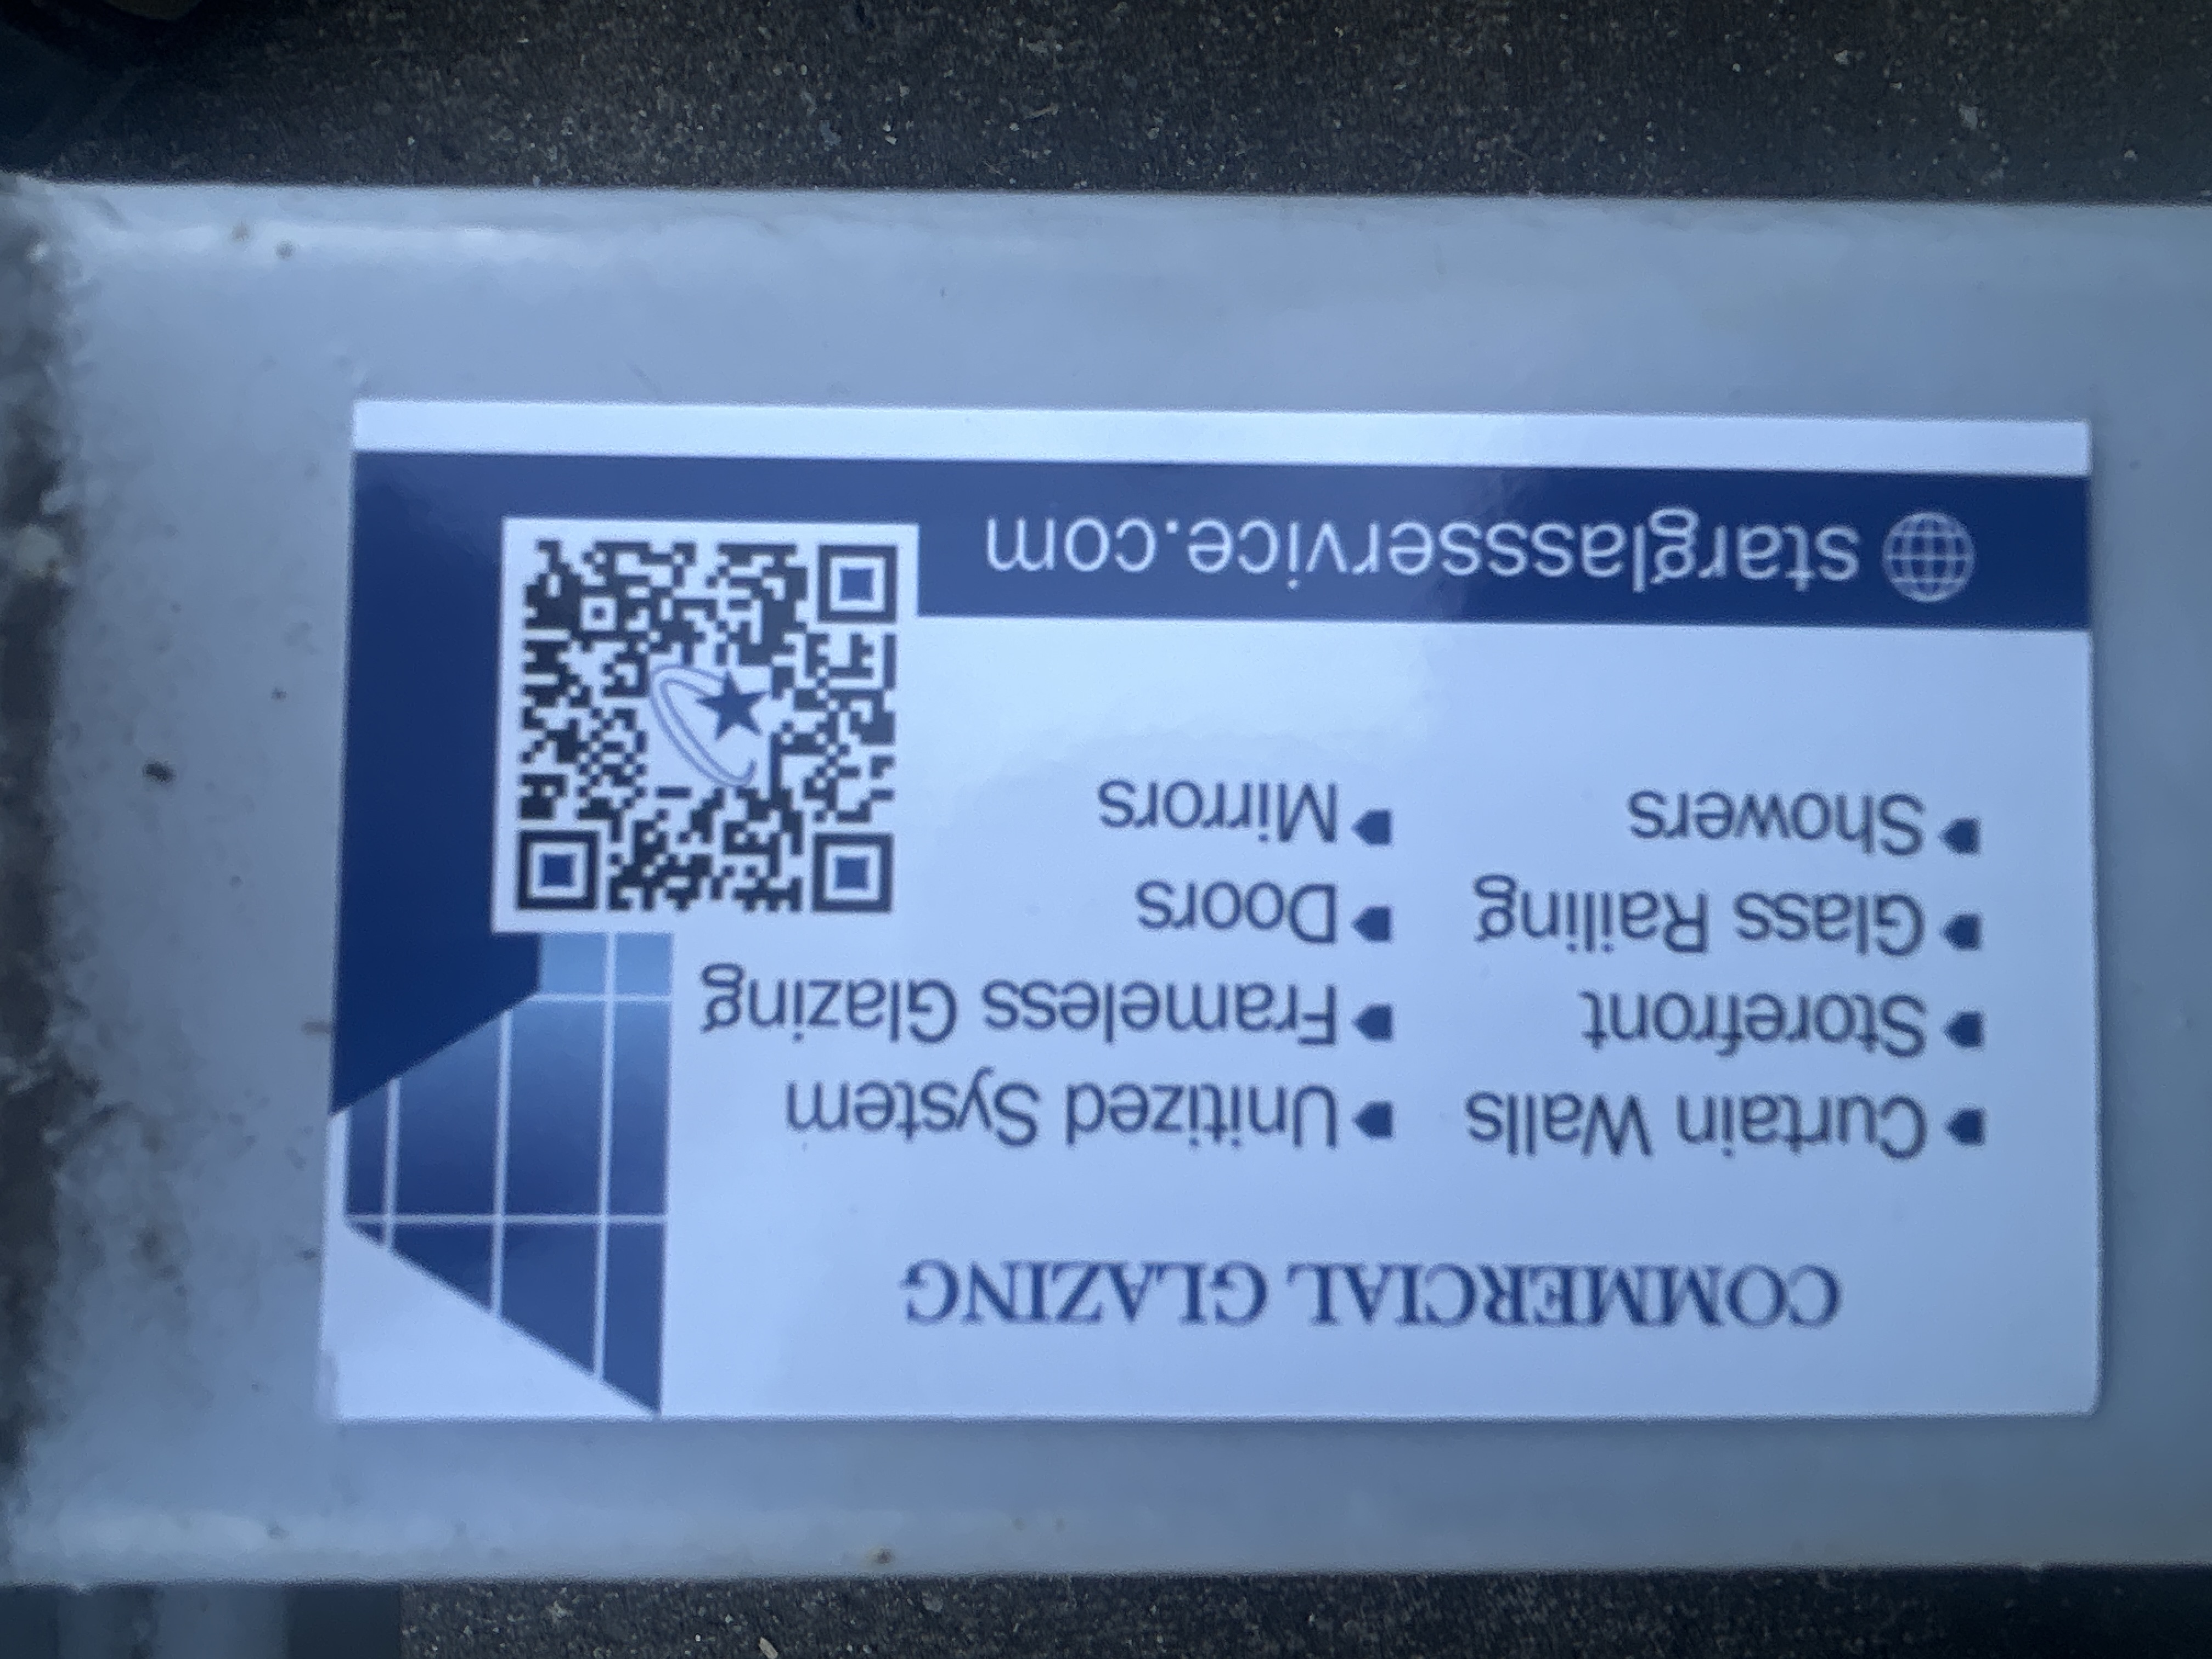 COMMERCIAL GLAZING
Curtain Walls
Storefront
Glass Railing
Showers
Unitized System
Frameless Glazing
Doors
Mirrors
starglassservice.com